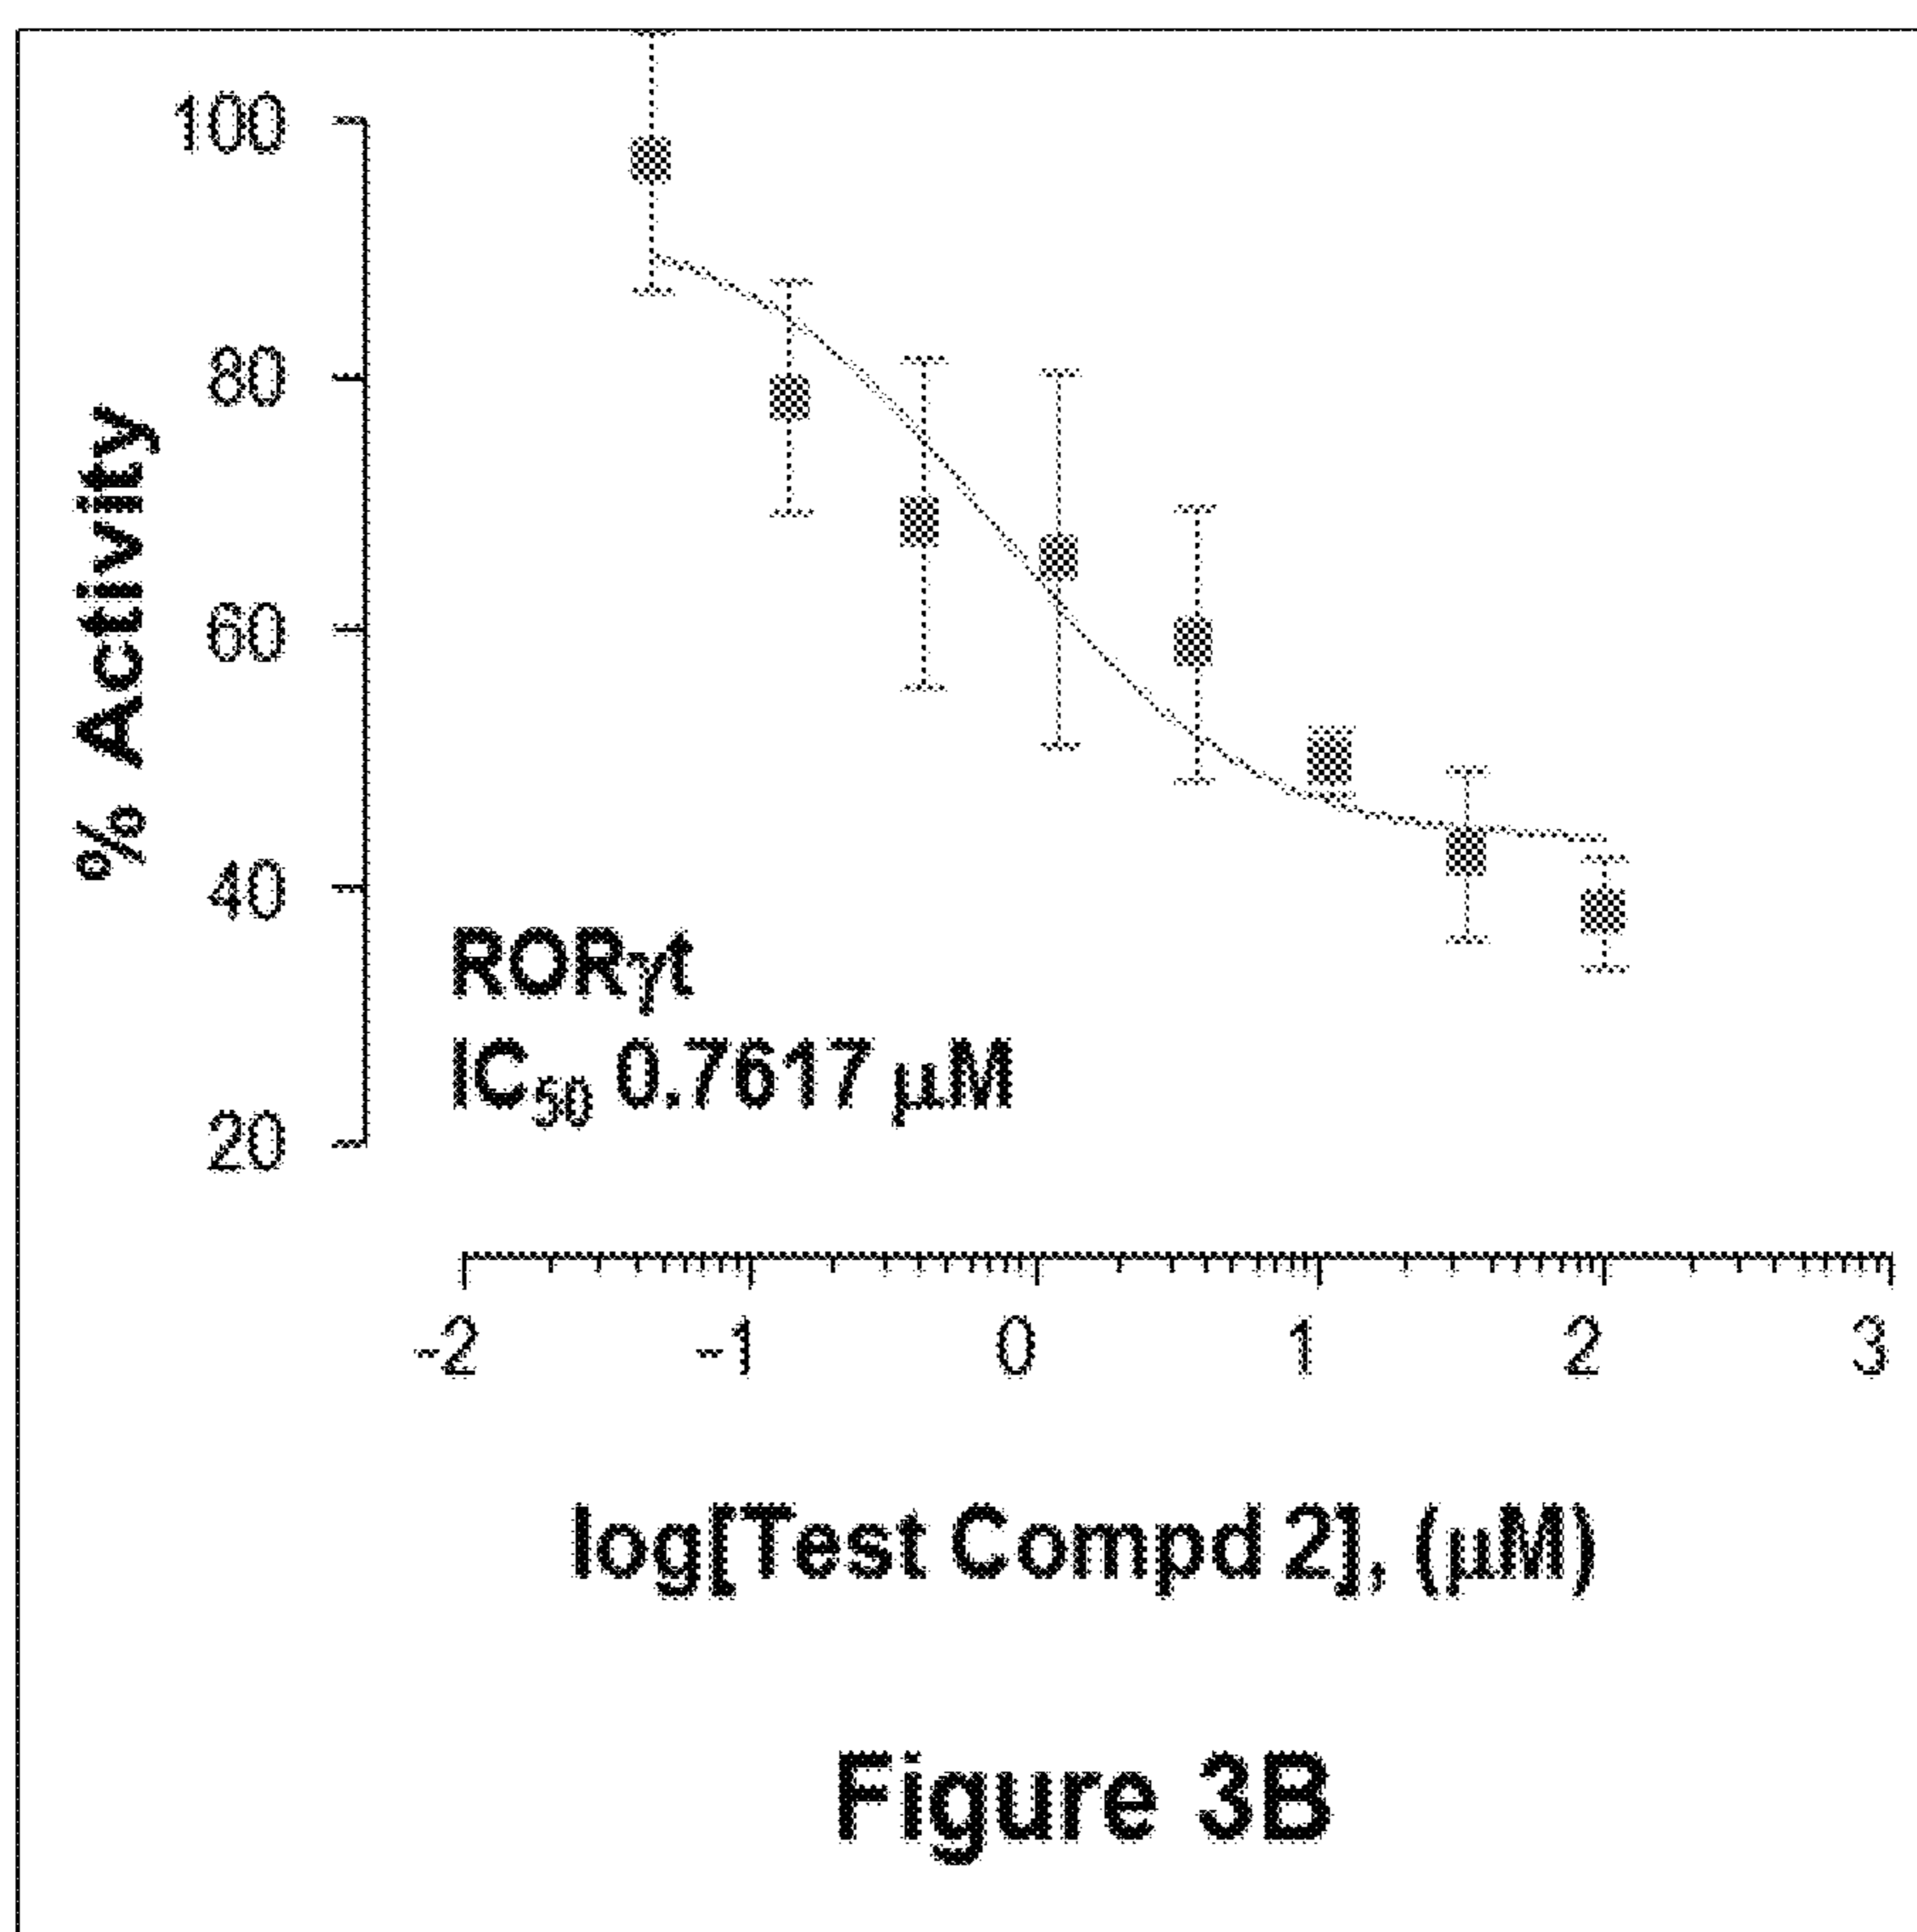 100
80
60
40
20
% Activity
RORγt
IC50 0.7617 μM
-2 -1 0 1 2 3
log[Test Compd 2], (μM)
Figure 3B